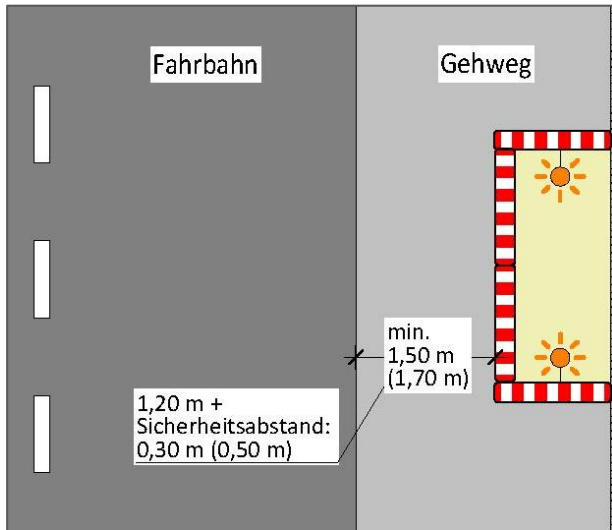 Fahrbahn
Gehweg
min.
1,50 m
(1,70 m)
1,20 m +
Sicherheitsabstand:
0,30 m (0,50 m)